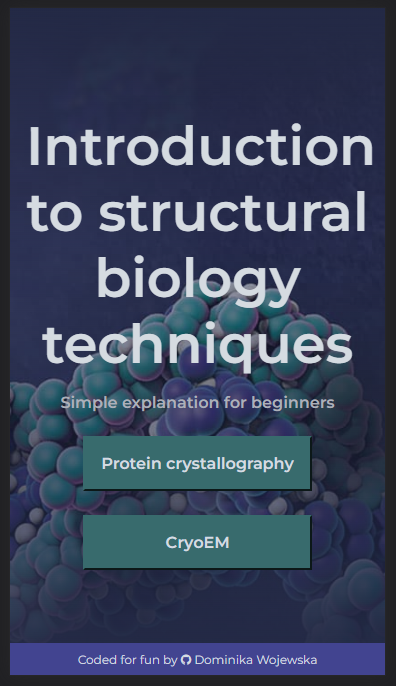 Introduction
to structural
biology
techniques
Simple explanation for beginners
Protein crystallography
CryoEM
Coded for fun by Dominika Wojewska